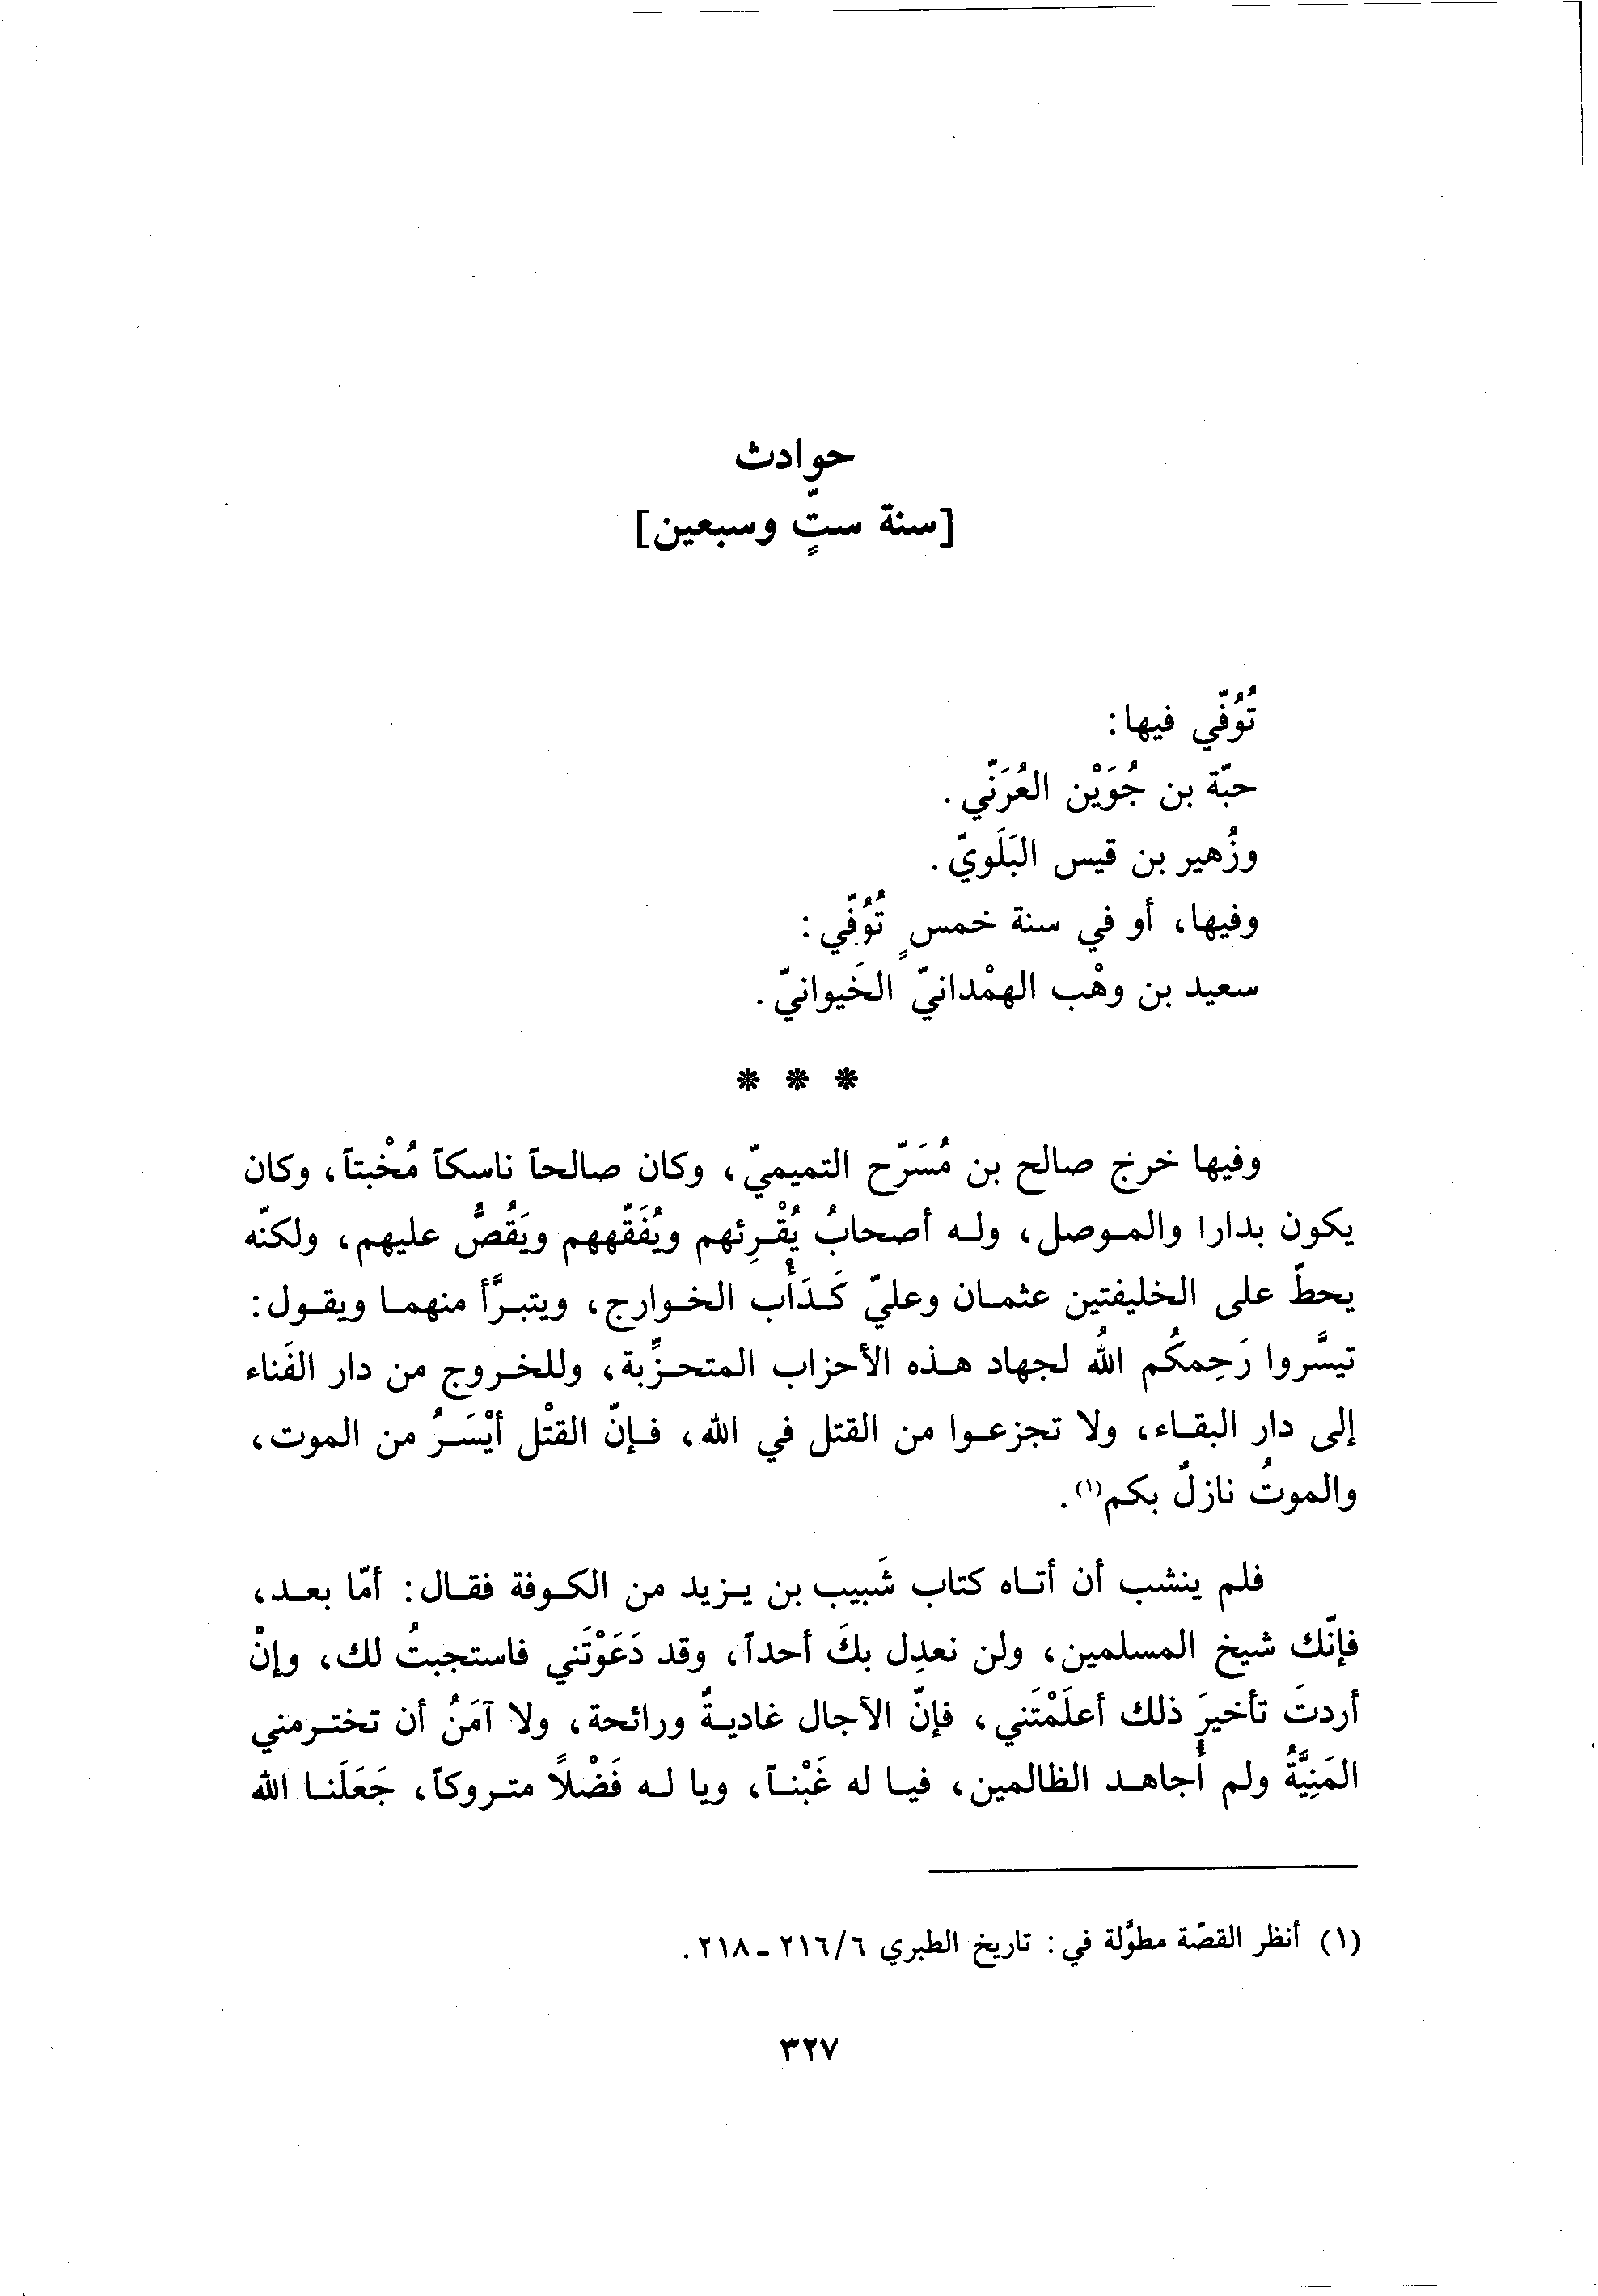 حوادث
[سنة ستٍّ وسبعين]
تُوُفّي فيها:
حبّة بن جُوَيْن العُرَنّي.
وزُهير بن قيس البَلَويّ.
وفيها، أو في سنة خمسٍ تُوُفّي:
سعيد بن وهْب الهمْدانيّ الخَيوانيّ.
* * *
وفيها خرج صالح بن مُسَرّح التميميّ، وكان صالحاً ناسكاً مُخْبتاً، وكان
يكون بدارا والموصل، وله أصحابُ يُقْرِئهم ويُفَقّههم ويَقُصُّ عليهم، ولكنّه
يحطّ على الخليفتين عثمان وعليّ كَدَأْب الخوارج، ويتبرَّأ منهما ويقول:
تيسَّروا رَحِمكُم اللهُ لجهاد هذه الأحزاب المتحزِّبة، وللخروج من دار الفَناء
إلى دار البقاء، ولا تجزعوا من القتل في الله، فإنّ القتْل أيْسَرُ من الموت،
والموتُ نازلٌ بكم(١).
فلم ينشب أن أتاه كتاب شَبيب بن يزيد من الكوفة فقال: أمّا بعد،
فإنّك شيخ المسلمين، ولن نعدِل بكَ أحداً، وقد دَعَوْتَني فاستجبتُ لك، وإنْ
أردتَ تأخيرَ ذلك أعلَمْتَني، فإنّ الآجال غاديةٌ ورائحة، ولا آمَنُ أن تخترمني
المَنِيَّةُ ولم أُجاهد الظالمين، فيا له غَبْناً، ويا له فَضْلاً متروكاً، جَعَلَنا الله
(١) أنظر القصّة مطوَّلة في: تاريخ الطبري ٦/٢١٦ ـ ٢١٨.
٣٢٧